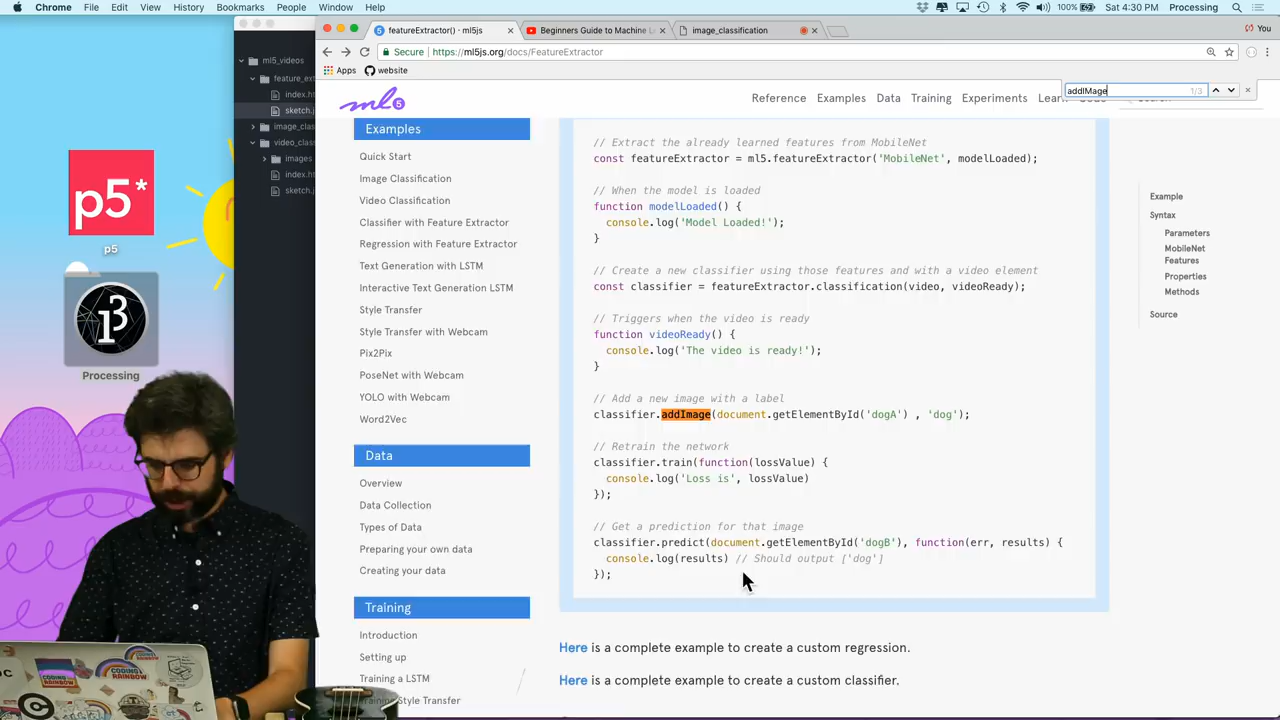 Chrome File Edit View History Bookmarks People Window Help 100% Sat 4:30 PM Processing
featureExtractor() · ml5js Beginners Guide to Machine L image_classification You
Secure https://ml5js.org/docs/FeatureExtractor
Apps website
addIMage 1/3
ml5
Reference Examples Data Training Experiments Learn
ml5_videos
feature_ext
index.ht
sketch.j
image_clas
video_clas
images
index.ht
sketch.j
p5*
p5
Processing
Examples
Quick Start
Image Classification
Video Classification
Classifier with Feature Extractor
Regression with Feature Extractor
Text Generation with LSTM
Interactive Text Generation LSTM
Style Transfer
Style Transfer with Webcam
Pix2Pix
PoseNet with Webcam
YOLO with Webcam
Word2Vec
Data
Overview
Data Collection
Types of Data
Preparing your own data
Creating your data
Training
Introduction
Setting up
Training a LSTM
Training Style Transfer
// Extract the already learned features from MobileNet
const featureExtractor = ml5.featureExtractor('MobileNet', modelLoaded);
// When the model is loaded
function modelLoaded() {
console.log('Model Loaded!');
}
// Create a new classifier using those features and with a video element
const classifier = featureExtractor.classification(video, videoReady);
// Triggers when the video is ready
function videoReady() {
console.log('The video is ready!');
}
// Add a new image with a label
classifier.addImage(document.getElementById('dogA') , 'dog');
// Retrain the network
classifier.train(function(lossValue) {
console.log('Loss is', lossValue)
});
// Get a prediction for that image
classifier.predict(document.getElementById('dogB'), function(err, results) {
console.log(results) // Should output ['dog']
});
Here is a complete example to create a custom regression.
Here is a complete example to create a custom classifier.
Example
Syntax
Parameters
MobileNet
Features
Properties
Methods
Source
CODING
RAINBOW